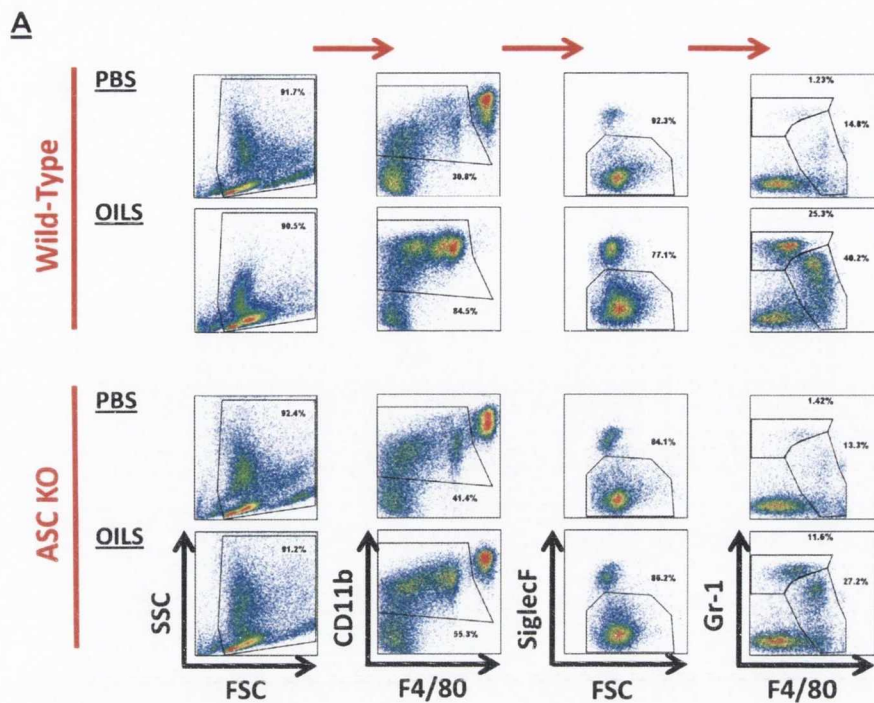 A
Wild-Type
PBS
91.7%
30.8%
92.3%
1.23%
14.8%
OILS
90.5%
84.5%
77.1%
25.3%
40.2%
ASC KO
PBS
92.4%
41.4%
84.1%
1.42%
13.3%
OILS
91.2%
55.3%
86.2%
11.6%
27.2%
SSC
CD11b
SiglecF
Gr-1
FSC
F4/80
FSC
F4/80